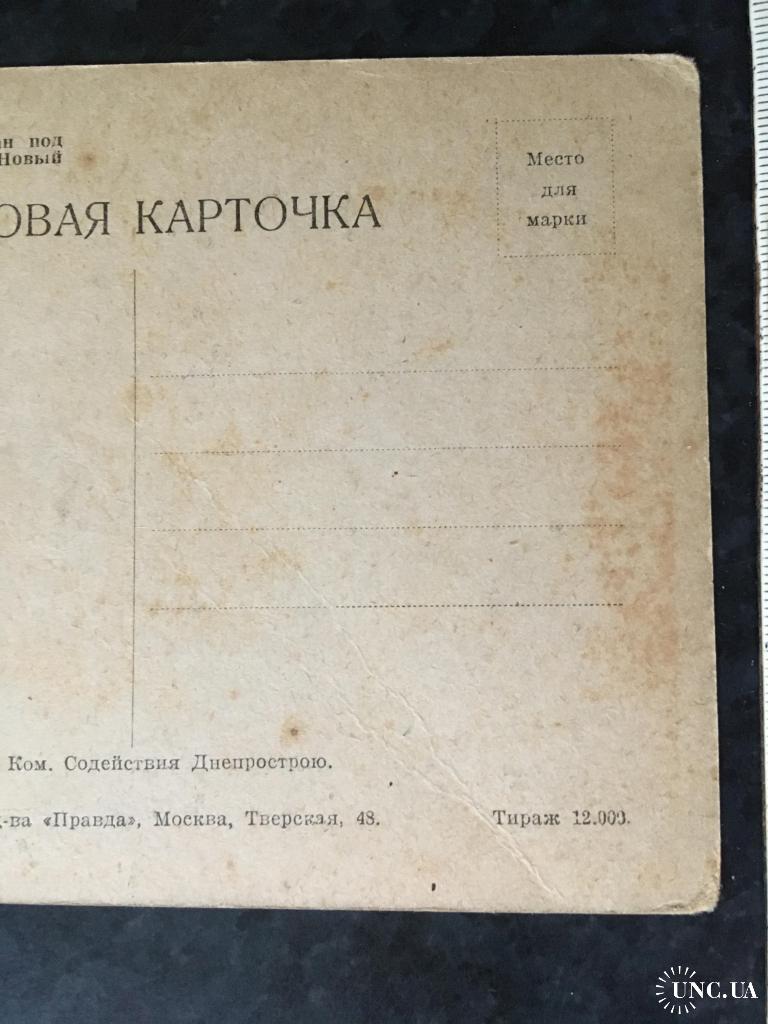 н под
Новый
ОВАЯ КАРТОЧКА
Место
для
марки
Ком. Содействия Днепрострою.
-ва «Правда», Москва, Тверская, 48.
Тираж 12.000.
UNC.UA